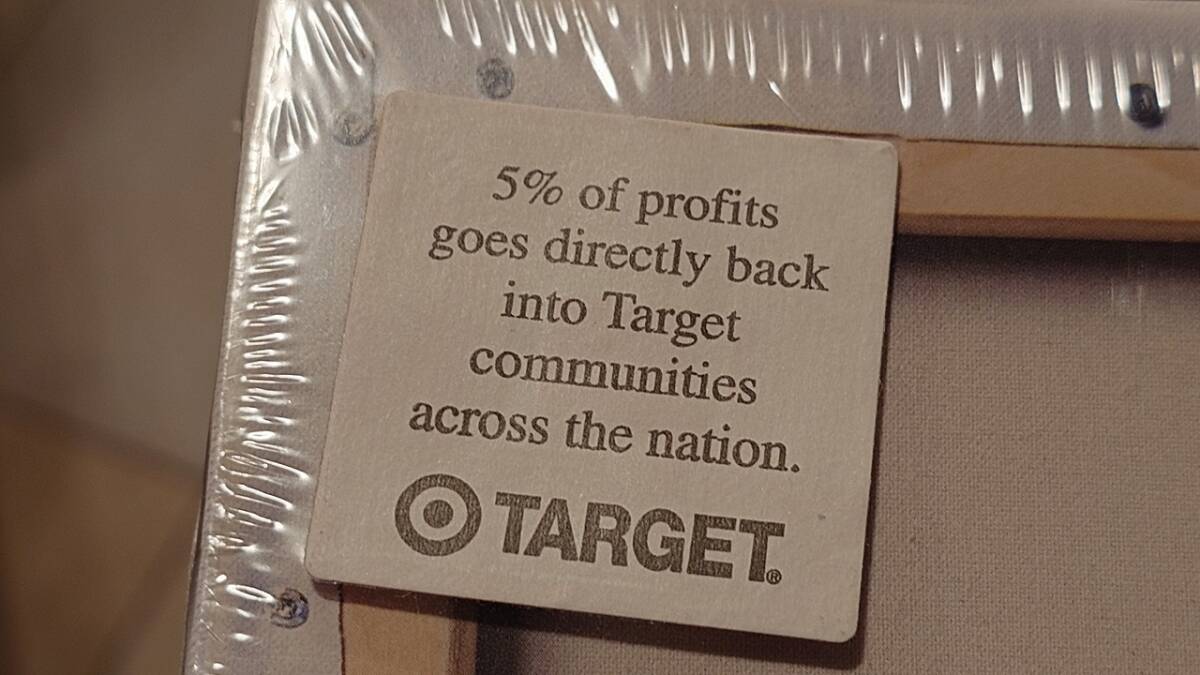 5% of profits
goes directly back
into Target
communities
across the nation.
TARGET®